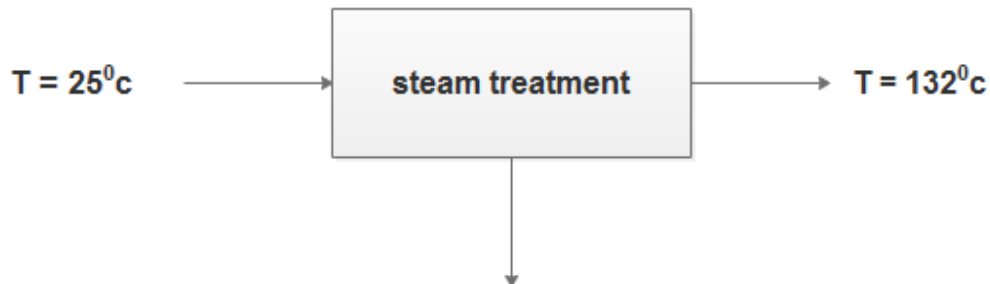 T = 25⁰c
steam treatment
T = 132⁰c